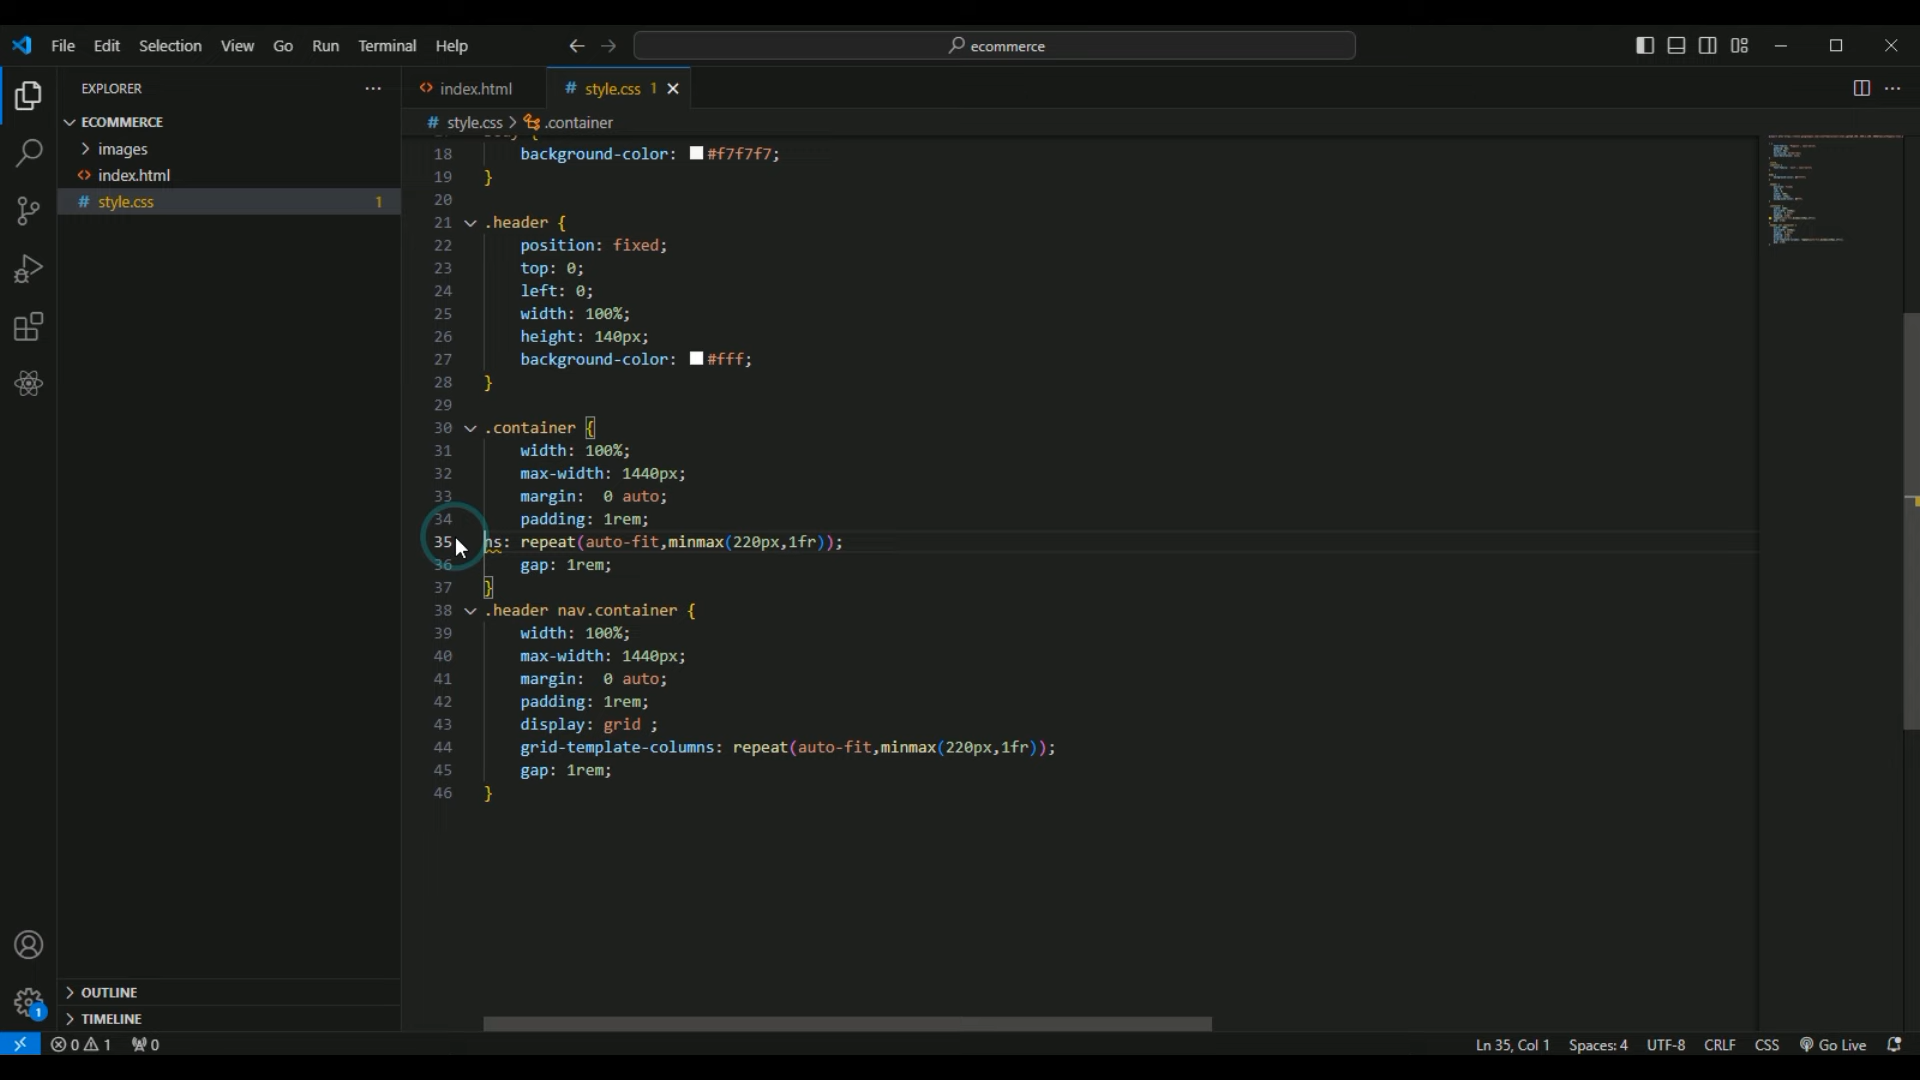 File Edit Selection View Go Run Terminal Help
ecommerce
EXPLORER
index.html
style.css 1
ECOMMERCE
style.css > .container
images
index.html
style.css 1
18 background-color: #f7f7f7;
19 }
20
21 .header {
22 position: fixed;
23 top: 0;
24 left: 0;
25 width: 100%;
26 height: 140px;
27 background-color: #fff;
28 }
29
30 .container {
31 width: 100%;
32 max-width: 1440px;
33 margin:  0 auto;
34 padding: 1rem;
35 ns: repeat(auto-fit,minmax(220px,1fr));
36 gap: 1rem;
37 }
38 .header nav.container {
39 width: 100%;
40 max-width: 1440px;
41 margin:  0 auto;
42 padding: 1rem;
43 display: grid ;
44 grid-template-columns: repeat(auto-fit,minmax(220px,1fr));
45 gap: 1rem;
46 }
OUTLINE
1
TIMELINE
0 1 0 Ln 35, Col 1 Spaces: 4 UTF-8 CRLF CSS Go Live